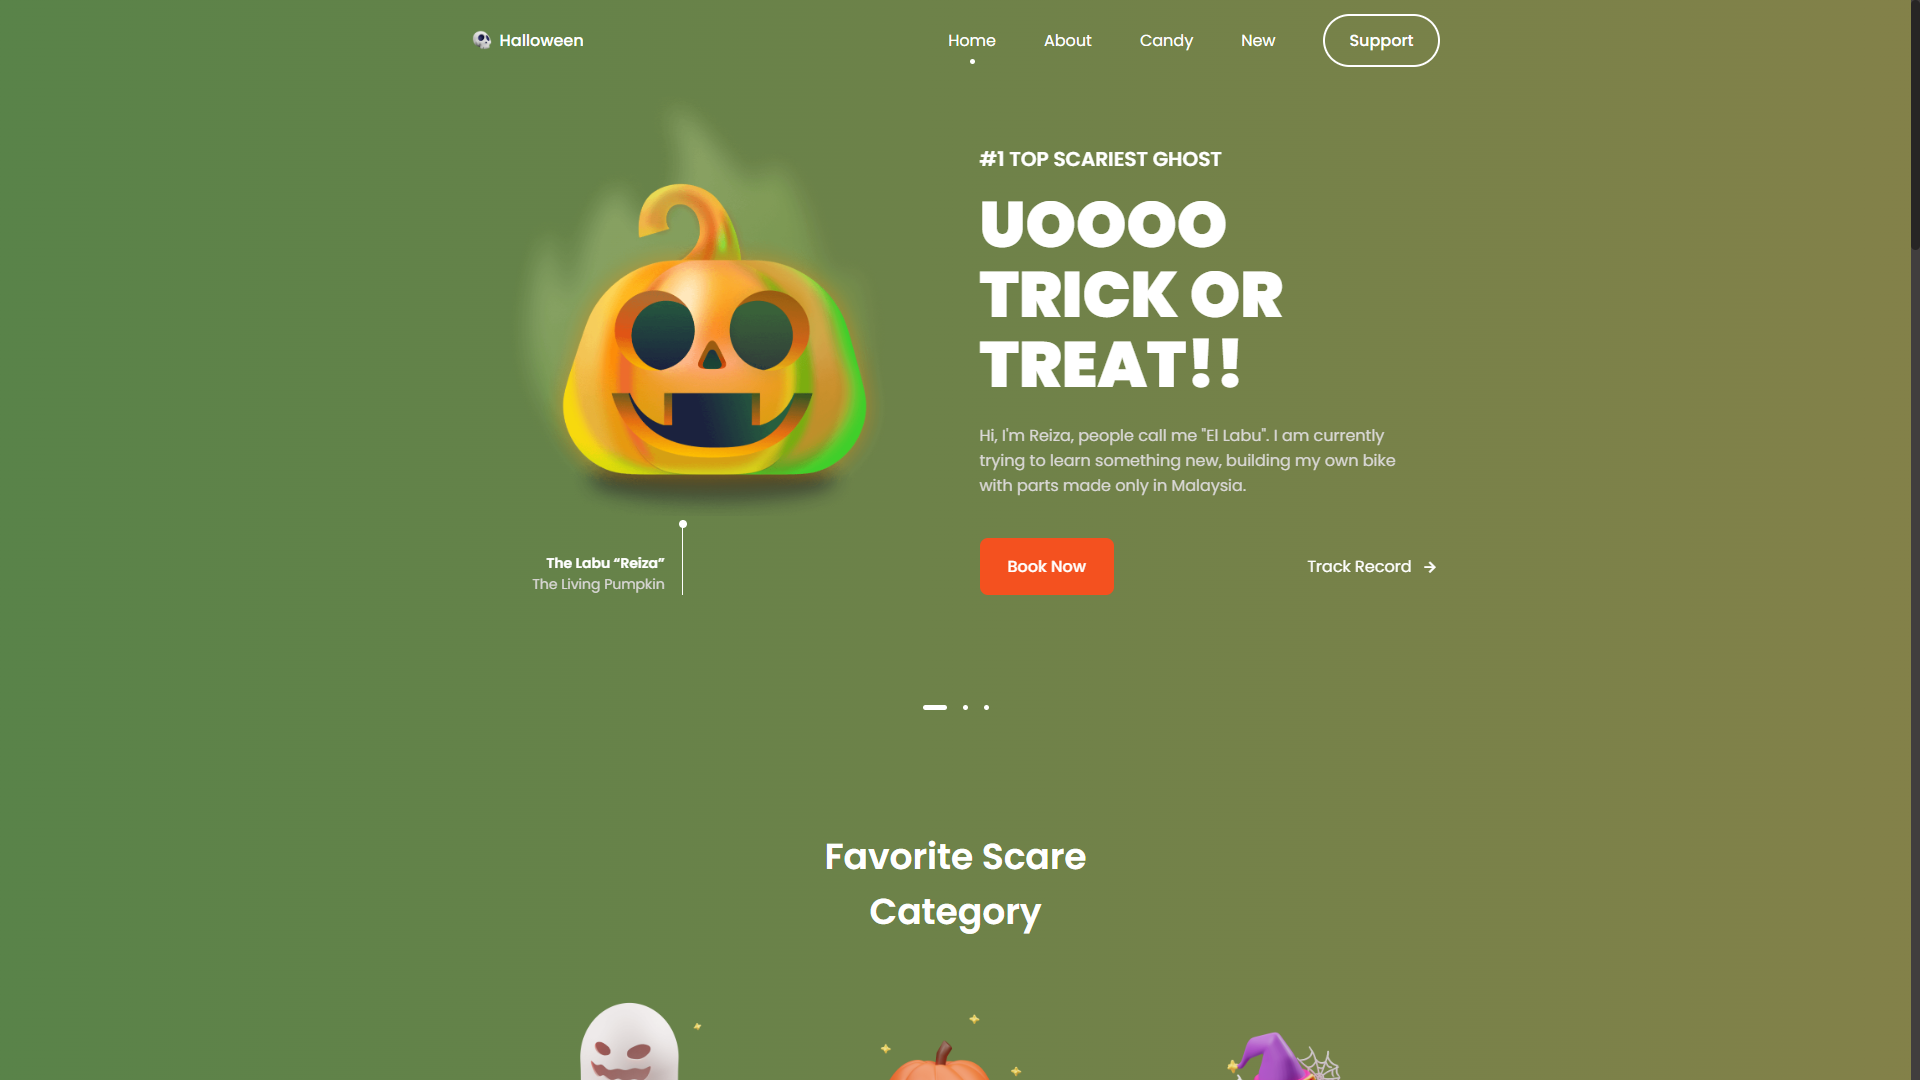 Halloween
Home
About
Candy
New
Support
#1 TOP SCARIEST GHOST
UOOOO
TRICK OR
TREAT!!
Hi, I'm Reiza, people call me "El Labu". I am currently
trying to learn something new, building my own bike
with parts made only in Malaysia.
The Labu “Reiza”
The Living Pumpkin
Book Now
Track Record
Favorite Scare
Category